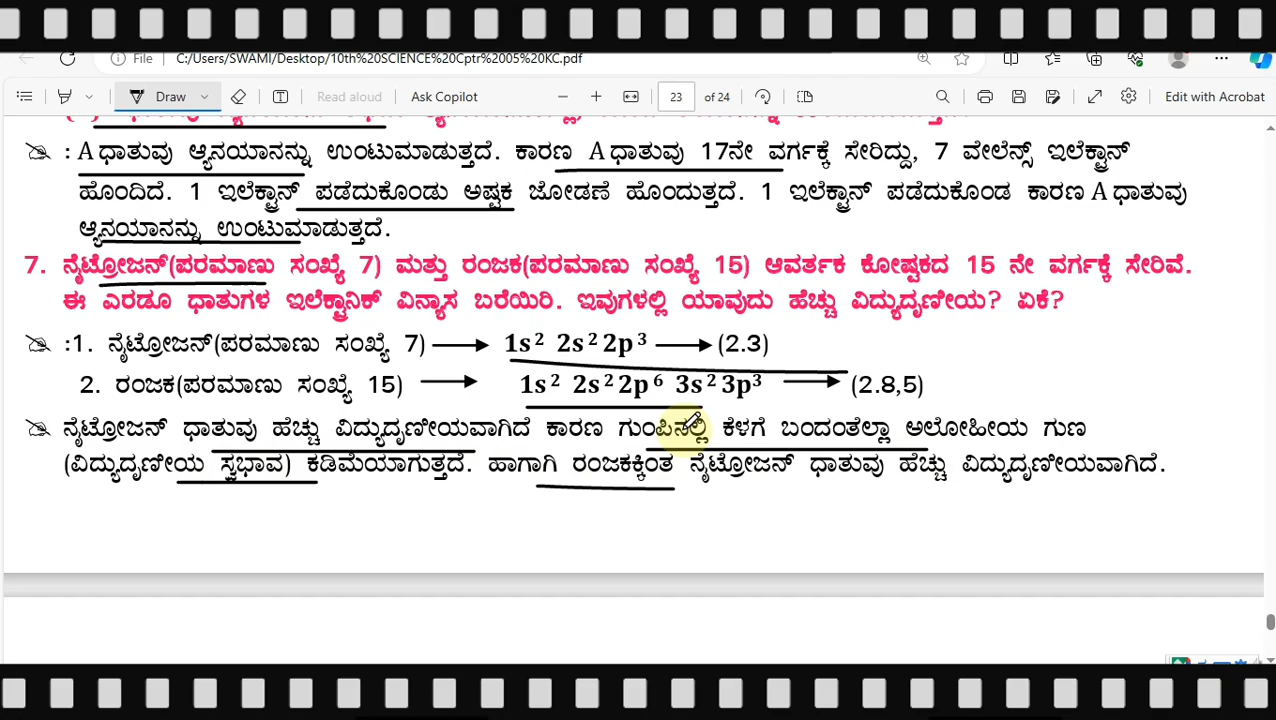 File C:/Users/SWAMI/Desktop/10th%20SCIENCE%20Cptr%2005%20KC.pdf
Draw Read aloud Ask Copilot 23 of 24 Edit with Acrobat
: A ಧಾತುವು ಆ್ಯನಯಾನನ್ನು ಉಂಟುಮಾಡುತ್ತದೆ. ಕಾರಣ A ಧಾತುವು 17ನೇ ವರ್ಗಕ್ಕೆ ಸೇರಿದ್ದು, 7 ವೇಲೆನ್ಸ್ ಇಲೆಕ್ಟ್ರಾನ್
ಹೊಂದಿದೆ. 1 ಇಲೆಕ್ಟ್ರಾನ್ ಪಡೆದುಕೊಂಡು ಅಷ್ಟಕ ಜೋಡಣೆ ಹೊಂದುತ್ತದೆ. 1 ಇಲೆಕ್ಟ್ರಾನ್ ಪಡೆದುಕೊಂಡ ಕಾರಣ A ಧಾತುವು
ಆ್ಯನಯಾನನ್ನು ಉಂಟುಮಾಡುತ್ತದೆ.
7. ನೈಟ್ರೋಜನ್(ಪರಮಾಣು ಸಂಖ್ಯೆ 7) ಮತ್ತು ರಂಜಕ(ಪರಮಾಣು ಸಂಖ್ಯೆ 15) ಆವರ್ತಕ ಕೋಷ್ಟಕದ 15 ನೇ ವರ್ಗಕ್ಕೆ ಸೇರಿವೆ.
ಈ ಎರಡೂ ಧಾತುಗಳ ಇಲೆಕ್ಟ್ರಾನಿಕ್ ವಿನ್ಯಾಸ ಬರೆಯಿರಿ. ಇವುಗಳಲ್ಲಿ ಯಾವುದು ಹೆಚ್ಚು ವಿದ್ಯುದೃಣೀಯ? ಏಕೆ?
:1. ನೈಟ್ರೋಜನ್(ಪರಮಾಣು ಸಂಖ್ಯೆ 7) → 1s² 2s² 2p³ → (2.3)
2. ರಂಜಕ(ಪರಮಾಣು ಸಂಖ್ಯೆ 15) → 1s² 2s² 2p⁶ 3s² 3p³ → (2.8,5)
ನೈಟ್ರೋಜನ್ ಧಾತುವು ಹೆಚ್ಚು ವಿದ್ಯುದೃಣೀಯವಾಗಿದೆ ಕಾರಣ ಗುಂಪಿನಲ್ಲಿ ಕೆಳಗೆ ಬಂದಂತೆಲ್ಲಾ ಅಲೋಹೀಯ ಗುಣ
(ವಿದ್ಯುದೃಣೀಯ ಸ್ವಭಾವ) ಕಡಿಮೆಯಾಗುತ್ತದೆ. ಹಾಗಾಗಿ ರಂಜಕಕ್ಕಿಂತ ನೈಟ್ರೋಜನ್ ಧಾತುವು ಹೆಚ್ಚು ವಿದ್ಯುದೃಣೀಯವಾಗಿದೆ.